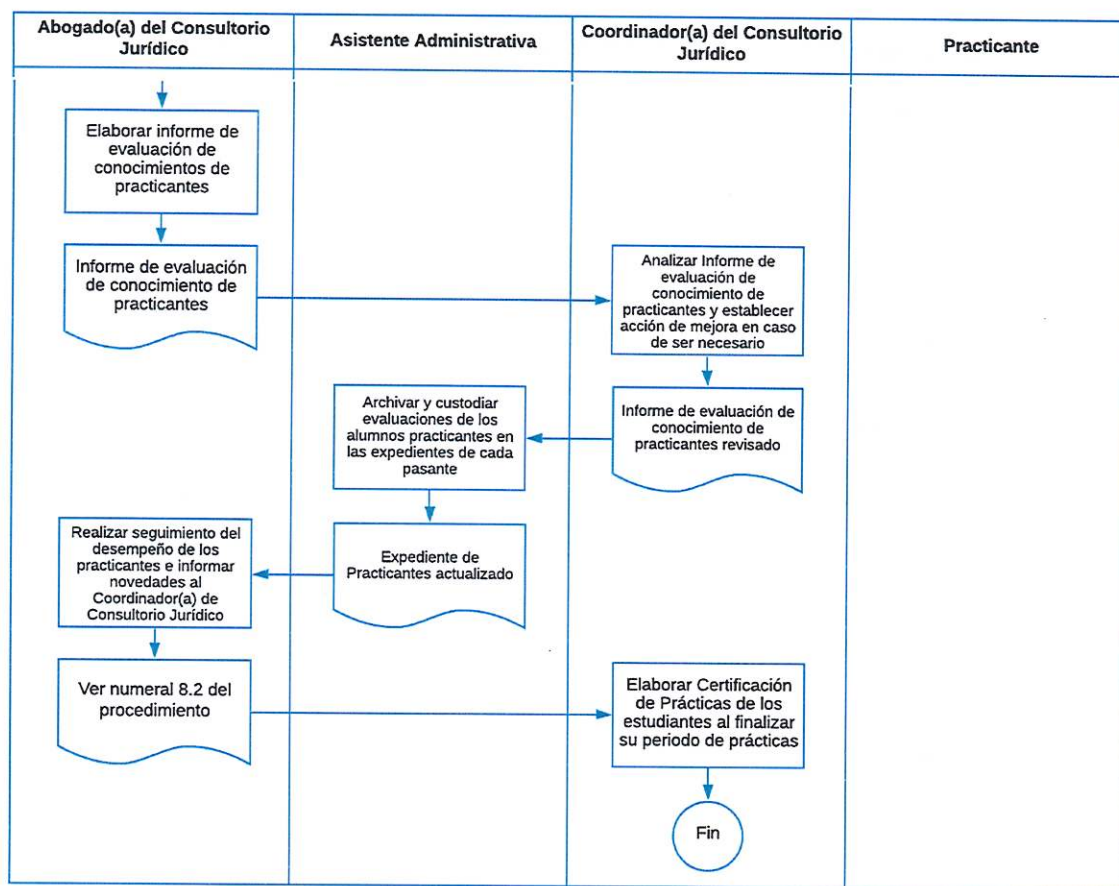 Abogado(a) del Consultorio
Jurídico
Asistente Administrativa
Coordinador(a) del Consultorio
Jurídico
Practicante
Elaborar informe de
evaluación de
conocimientos de
practicantes
Informe de evaluación
de conocimiento de
practicantes
Analizar Informe de
evaluación de
conocimiento de
practicantes y establecer
acción de mejora en caso
de ser necesario
Informe de evaluación de
conocimiento de
practicantes revisado
Archivar y custodiar
evaluaciones de los
alumnos practicantes en
las expedientes de cada
pasante
Expediente de
Practicantes actualizado
Realizar seguimiento del
desempeño de los
practicantes e informar
novedades al
Coordinador(a) de
Consultorio Jurídico
Ver numeral 8.2 del
procedimiento
Elaborar Certificación
de Prácticas de los
estudiantes al finalizar
su periodo de prácticas
Fin